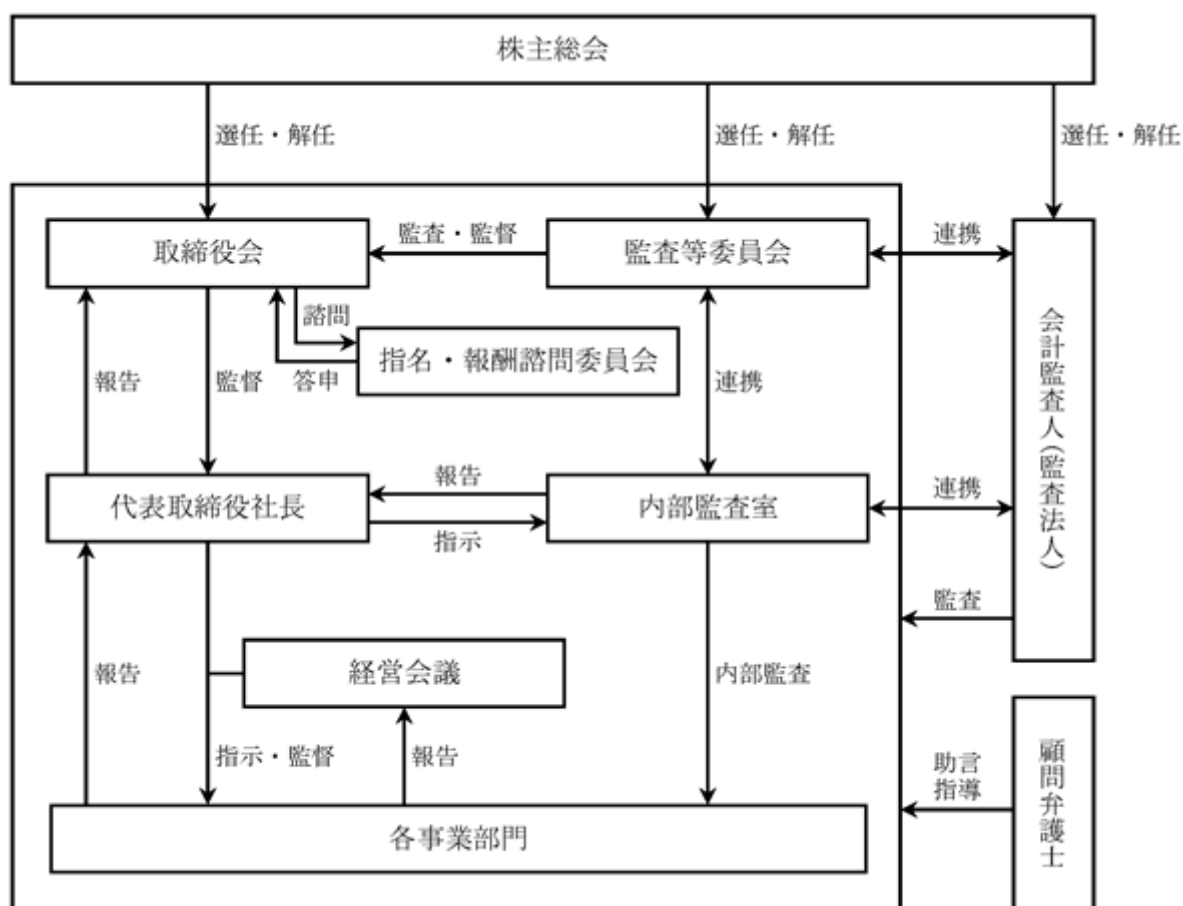 株主総会
選任・解任
選任・解任
選任・解任
取締役会
監査・監督
監査等委員会
連携
諮問
指名・報酬諮問委員会
答申
報告
監督
連携
会計監査人(監査法人)
代表取締役社長
報告
指示
内部監査室
連携
監査
報告
経営会議
内部監査
指示・監督
報告
助言
指導
顧問弁護士
各事業部門